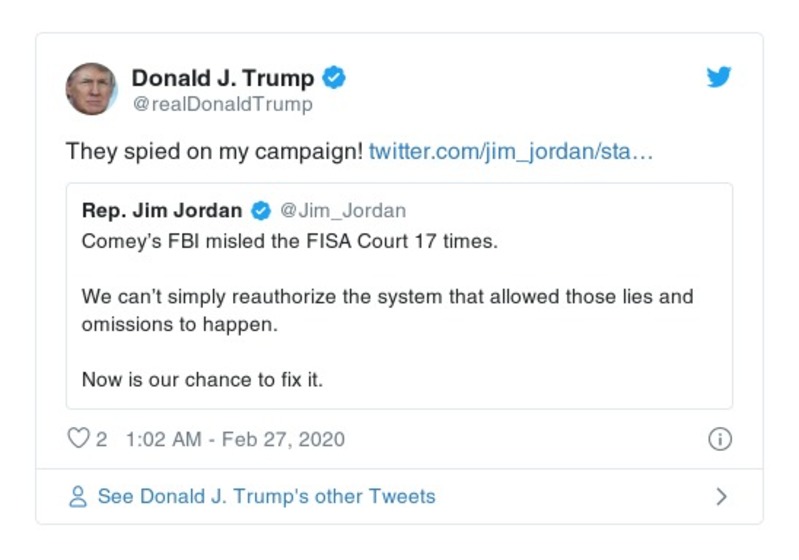 Donald J. Trump
@realDonaldTrump
They spied on my campaign! twitter.com/jim_jordan/sta…
Rep. Jim Jordan @Jim_Jordan
Comey’s FBI misled the FISA Court 17 times.
We can’t simply reauthorize the system that allowed those lies and
omissions to happen.
Now is our chance to fix it.
2 1:02 AM - Feb 27, 2020
See Donald J. Trump's other Tweets